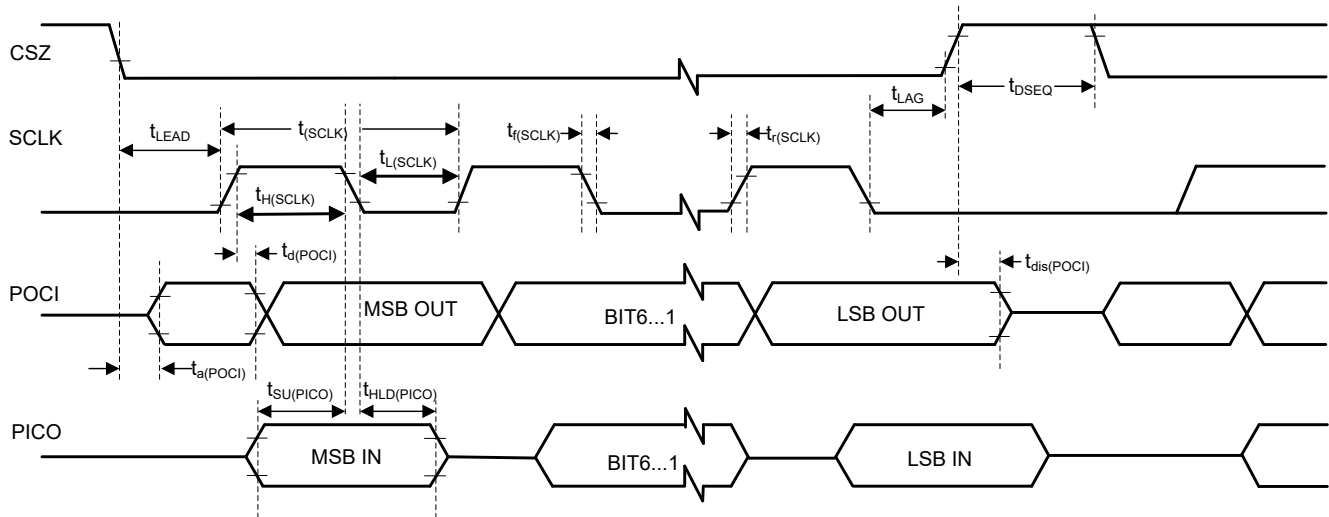 CSZ
tLAG
tDSEQ
SCLK
tLEAD
t(SCLK)
tf(SCLK)
tr(SCLK)
tL(SCLK)
tH(SCLK)
td(POCI)
tdis(POCI)
POCI
MSB OUT
BIT6...1
LSB OUT
ta(POCI)
tSU(PICO)
tHLD(PICO)
PICO
MSB IN
BIT6...1
LSB IN